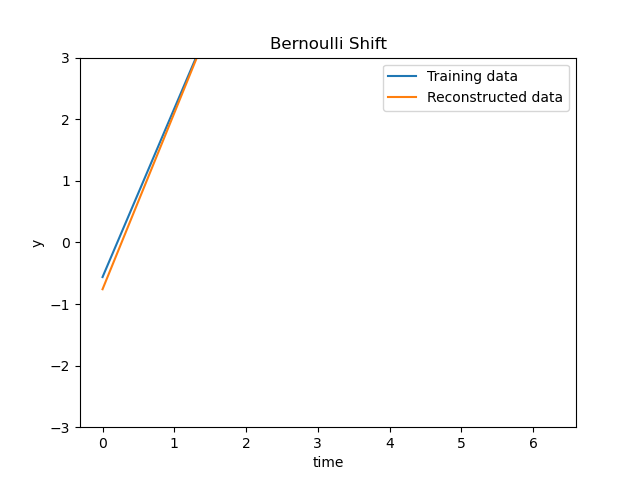 Bernoulli Shift
Training data
Reconstructed data
3
2
1
0
−1
−2
−3
y
0 1 2 3 4 5 6
time